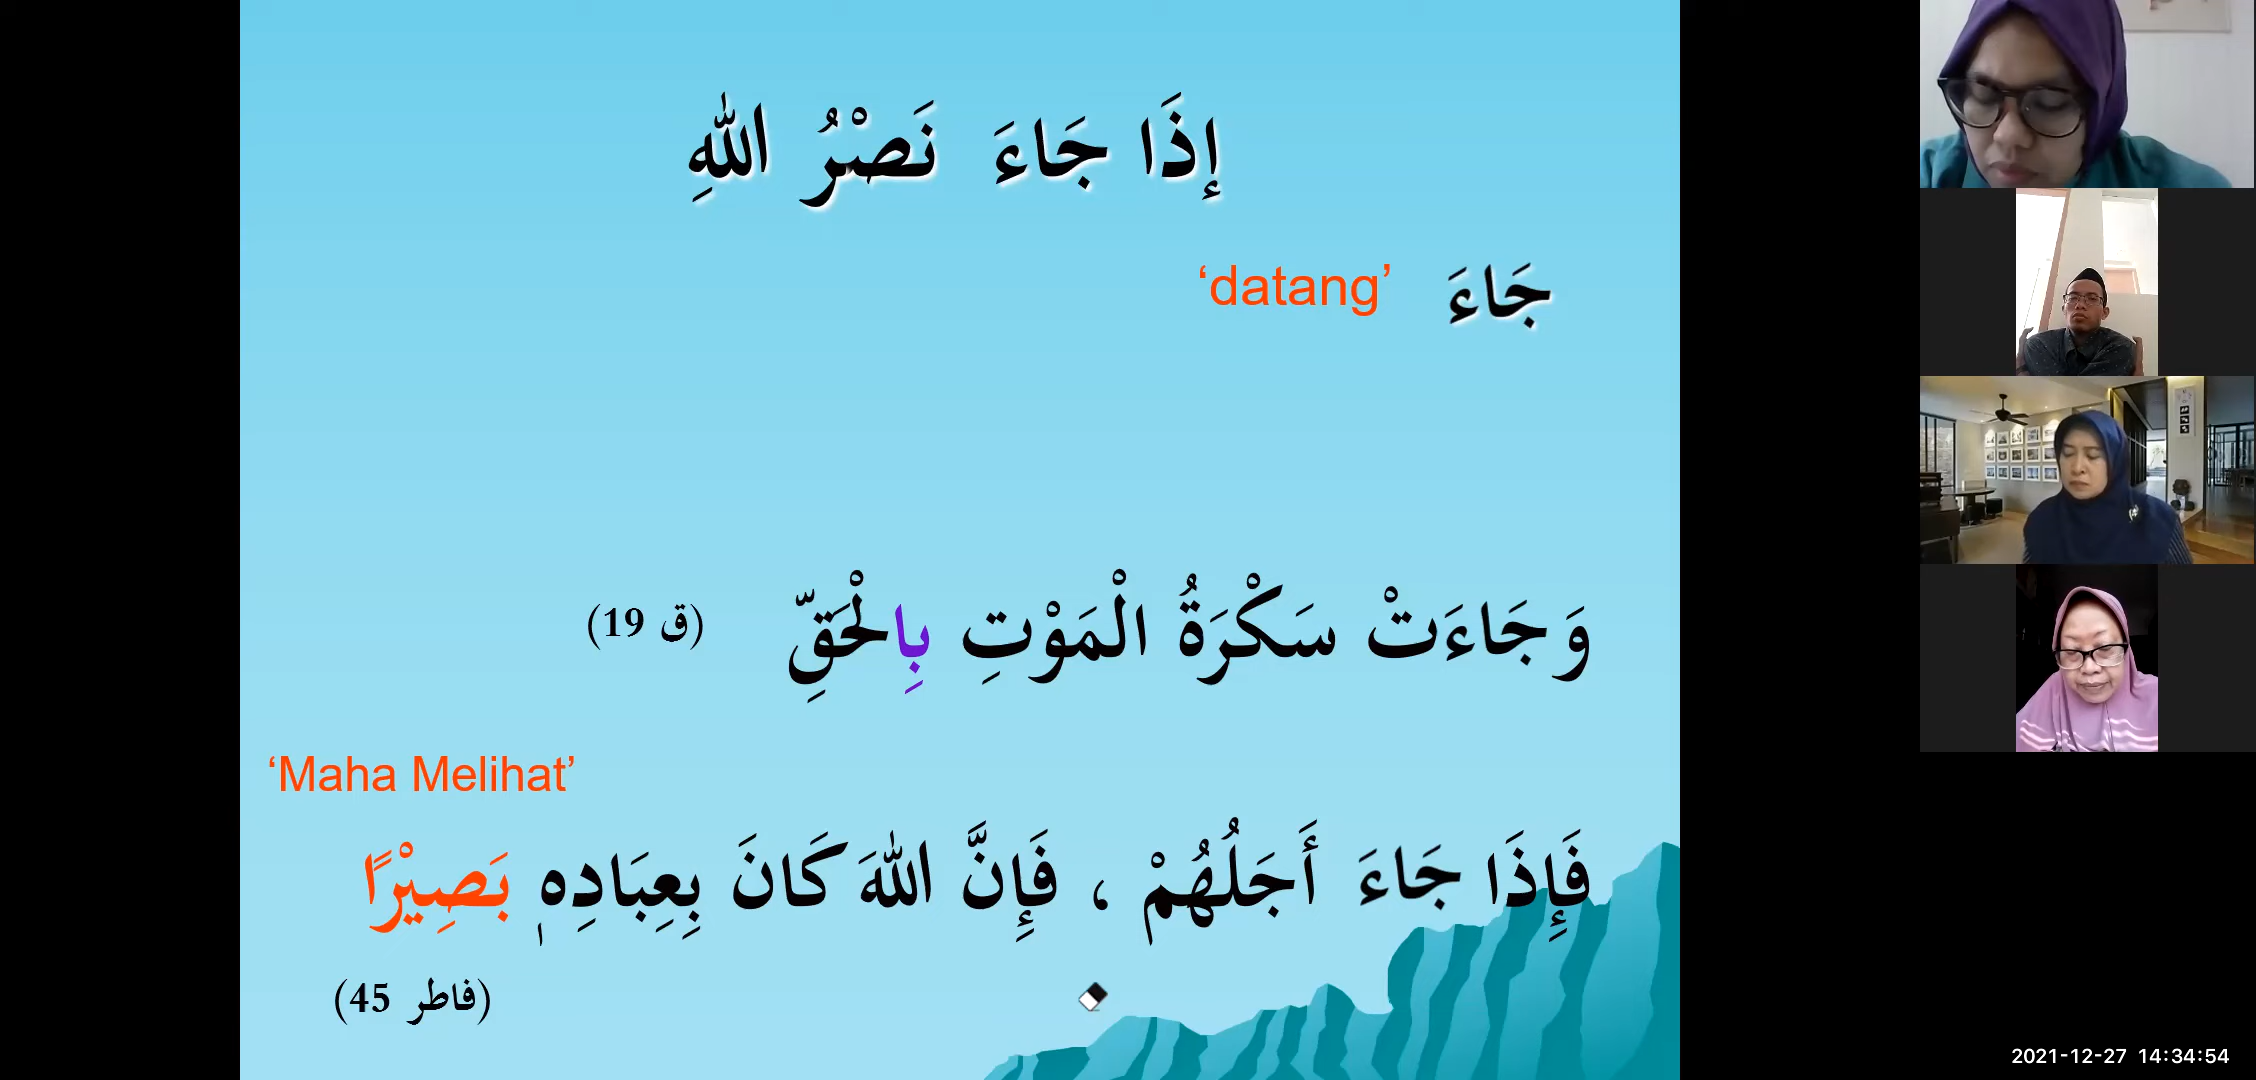 إِذَا جَاءَ نَصْرُ اللهِ
جَاءَ ‘datang’
وَجَاءَتْ سَكْرَةُ الْمَوْتِ بِالْحَقِّ (ق 19)
‘Maha Melihat’
فَإِذَا جَاءَ أَجَلُهُمْ ، فَإِنَّ اللهَ كَانَ بِعِبَادِهٖ بَصِيْرًا
(فاطر 45)
2021-12-27 14:34:54